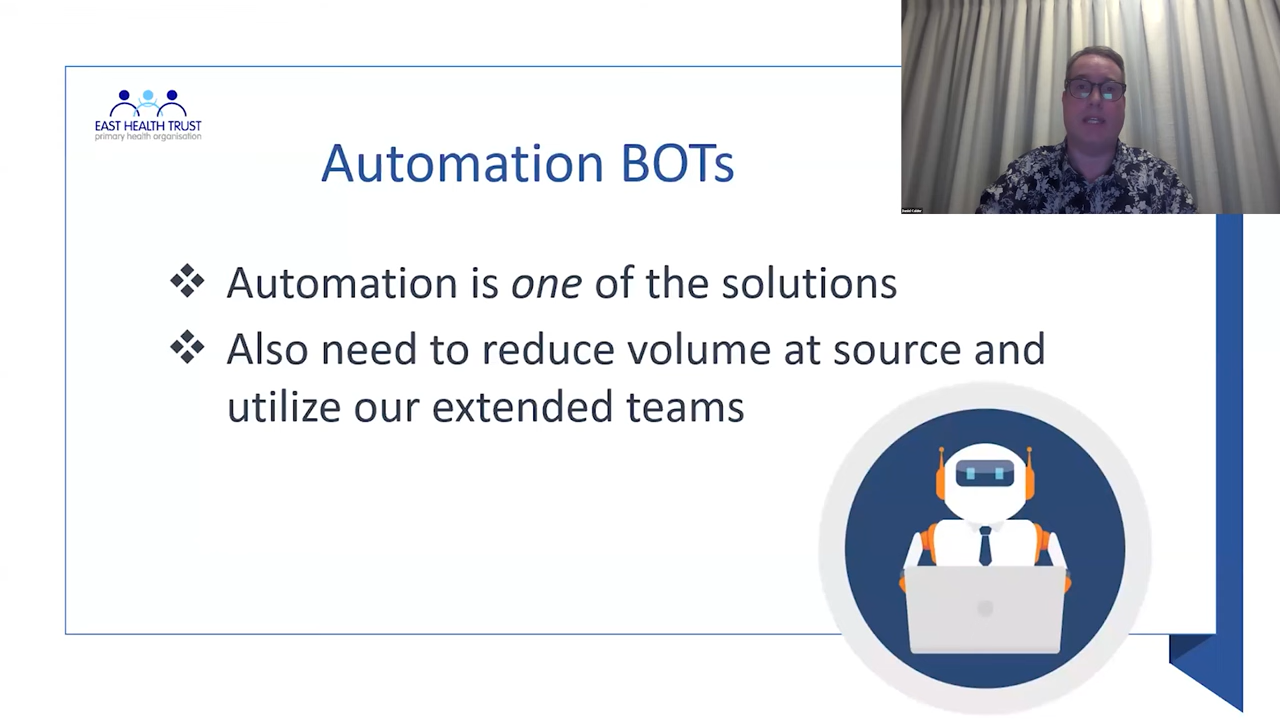 EAST HEALTH TRUST
primary health organisation
Automation BOTs
Automation is one of the solutions
Also need to reduce volume at source and
utilize our extended teams